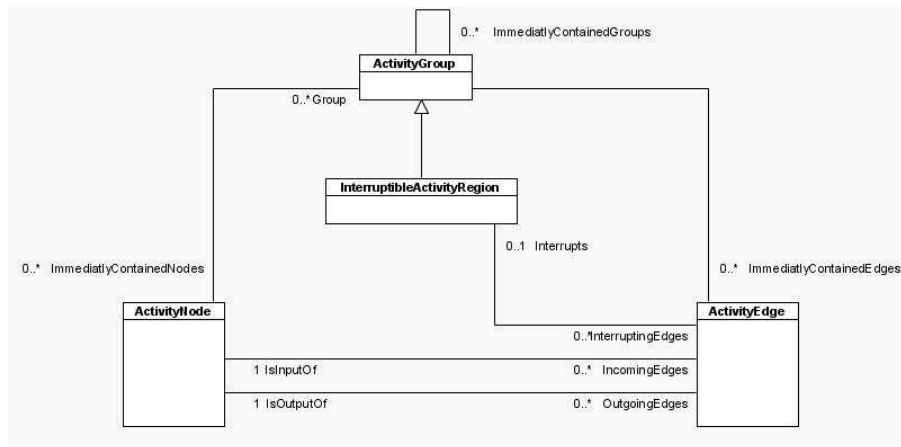 0..* ImmediatlyContainedGroups
ActivityGroup
0..* Group
InterruptibleActivityRegion
0..1 Interrupts
0..* ImmediatlyContainedNodes
0..* ImmediatlyContainedEdges
ActivityNode
ActivityEdge
0..*InterruptingEdges
1 IsInputOf
0..* IncomingEdges
1 IsOutputOf
0..* OutgoingEdges